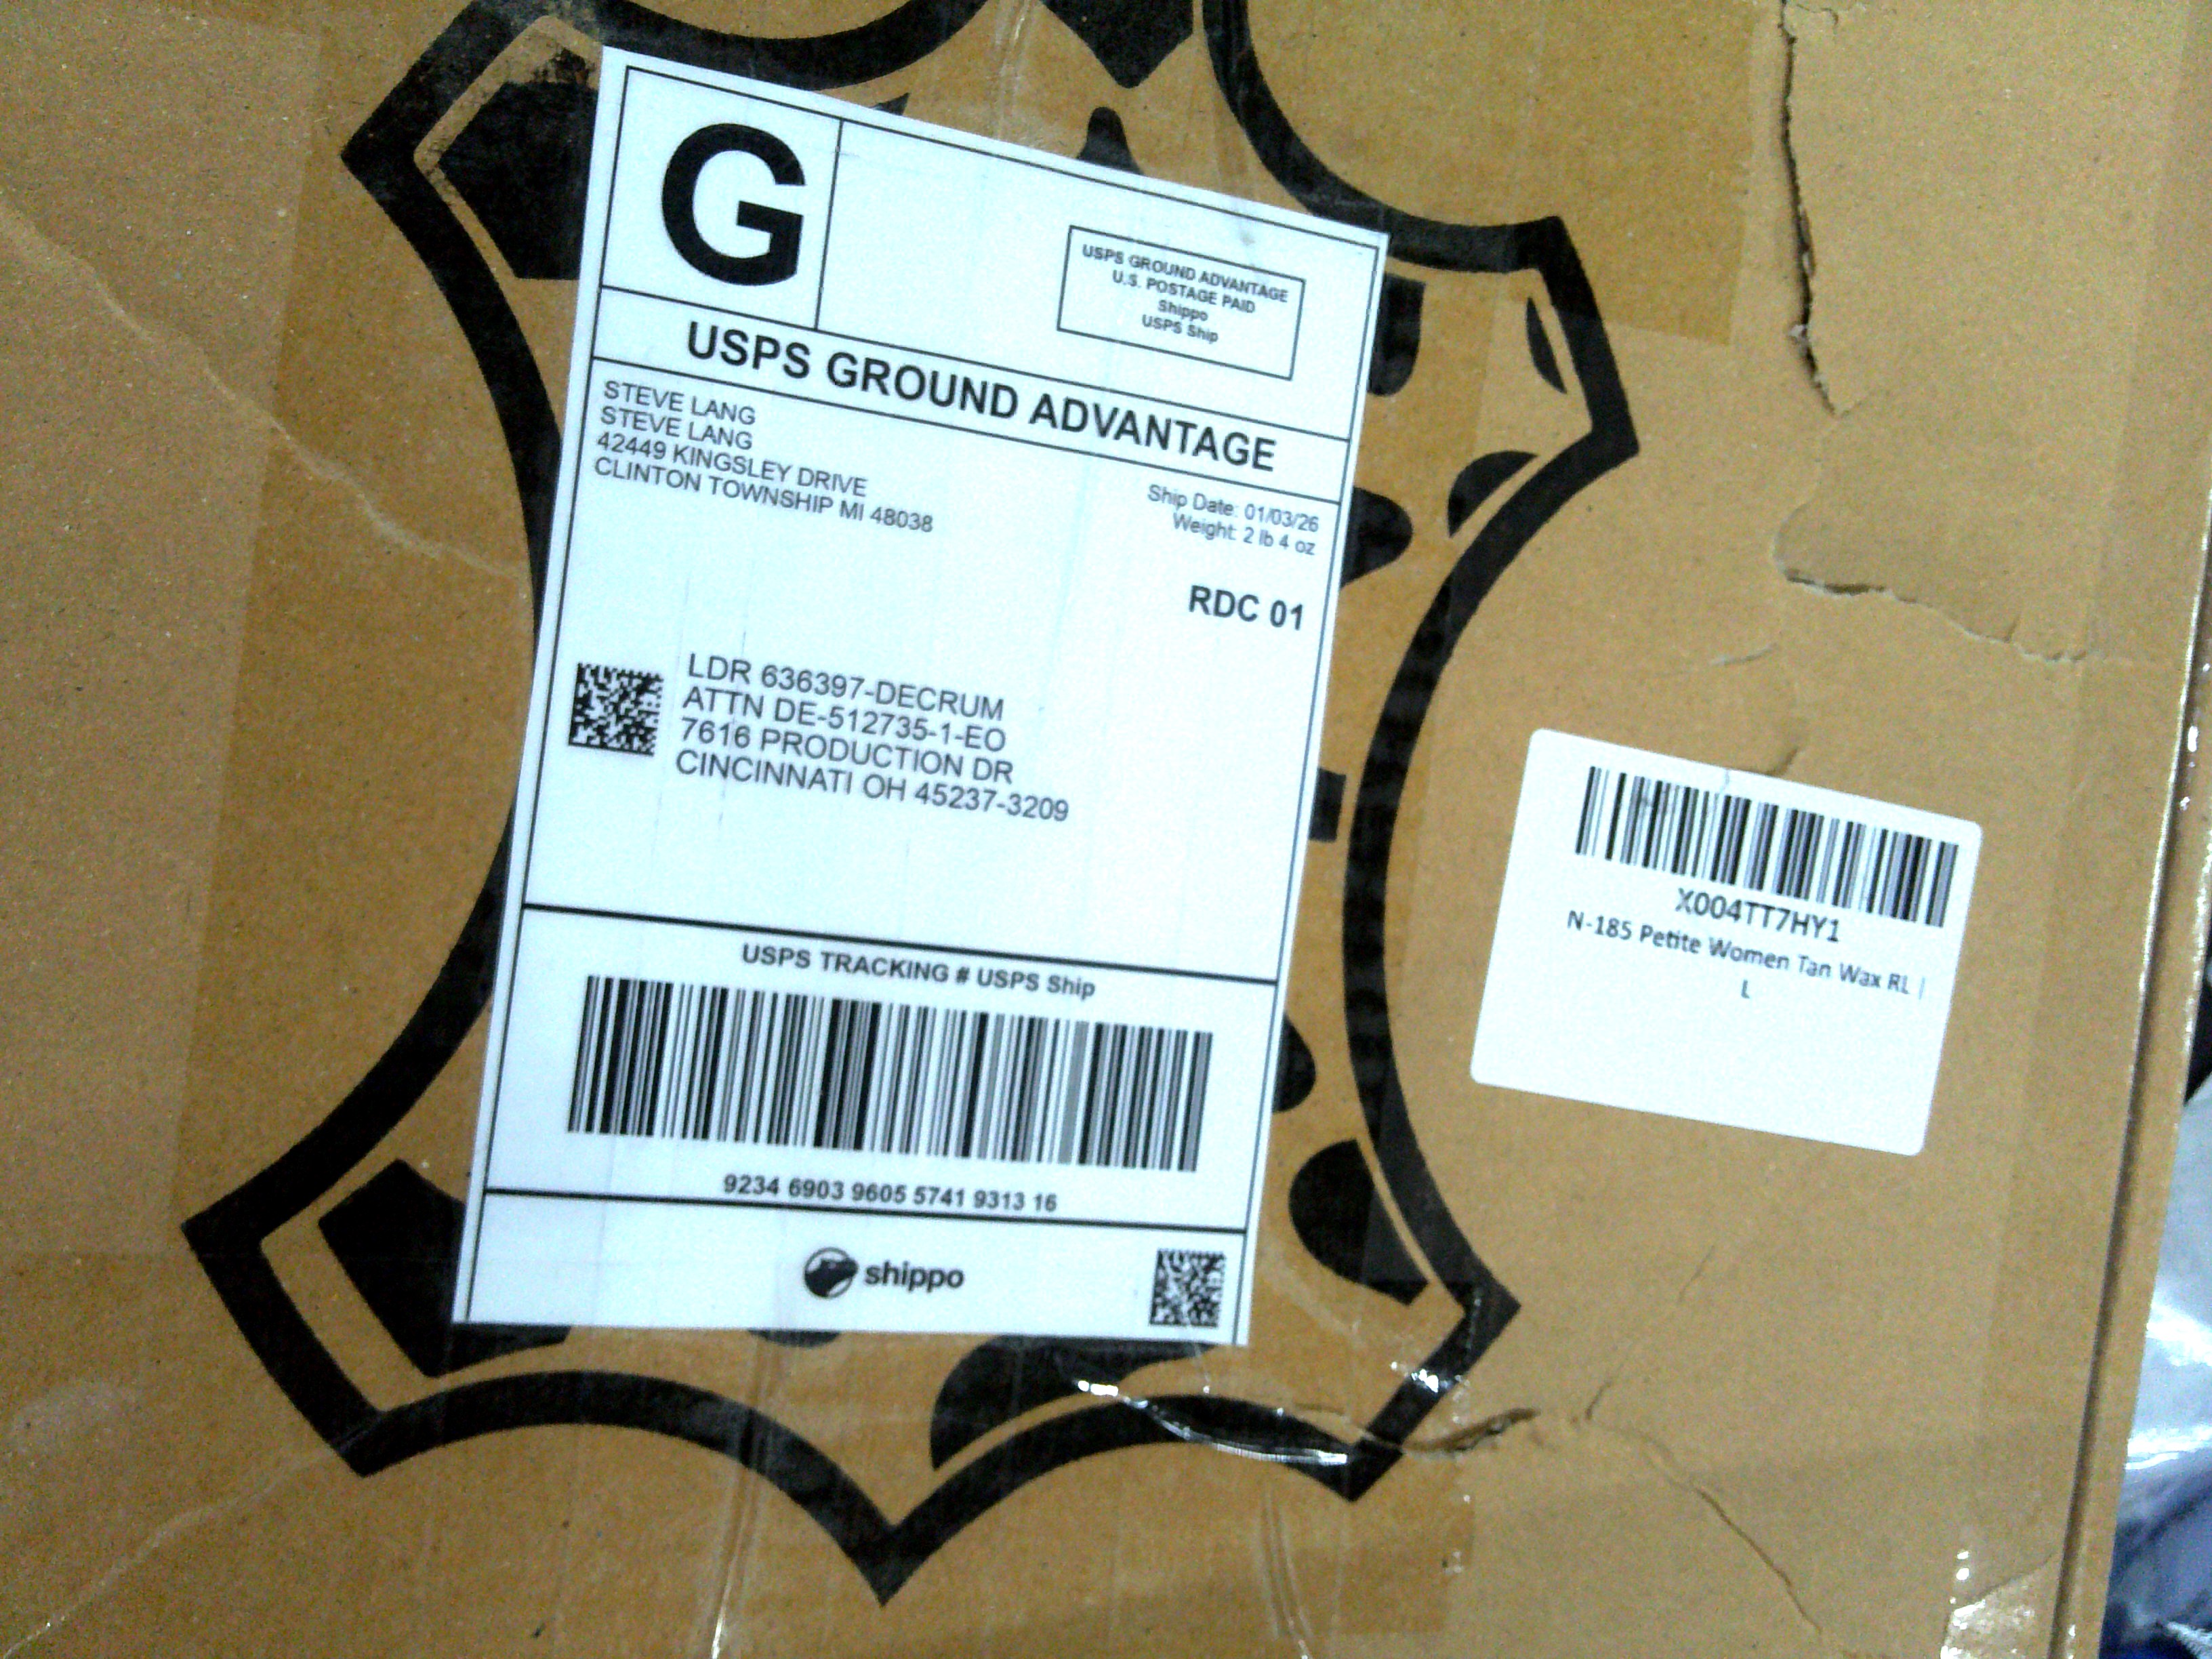 G
USPS GROUND ADVANTAGE
U.S. POSTAGE PAID
Shippo
USPS Ship
USPS GROUND ADVANTAGE
STEVE LANG
STEVE LANG
42449 KINGSLEY DRIVE
CLINTON TOWNSHIP MI 48038
Ship Date: 01/03/26
Weight: 2 lb 4 oz
RDC 01
LDR 636397-DECRUM
ATTN DE-512735-1-EO
7616 PRODUCTION DR
CINCINNATI OH 45237-3209
USPS TRACKING # USPS Ship
9234 6903 9605 5741 9313 16
shippo
X004TT7HY1
N-185 Petite Women Tan Wax RL |
L